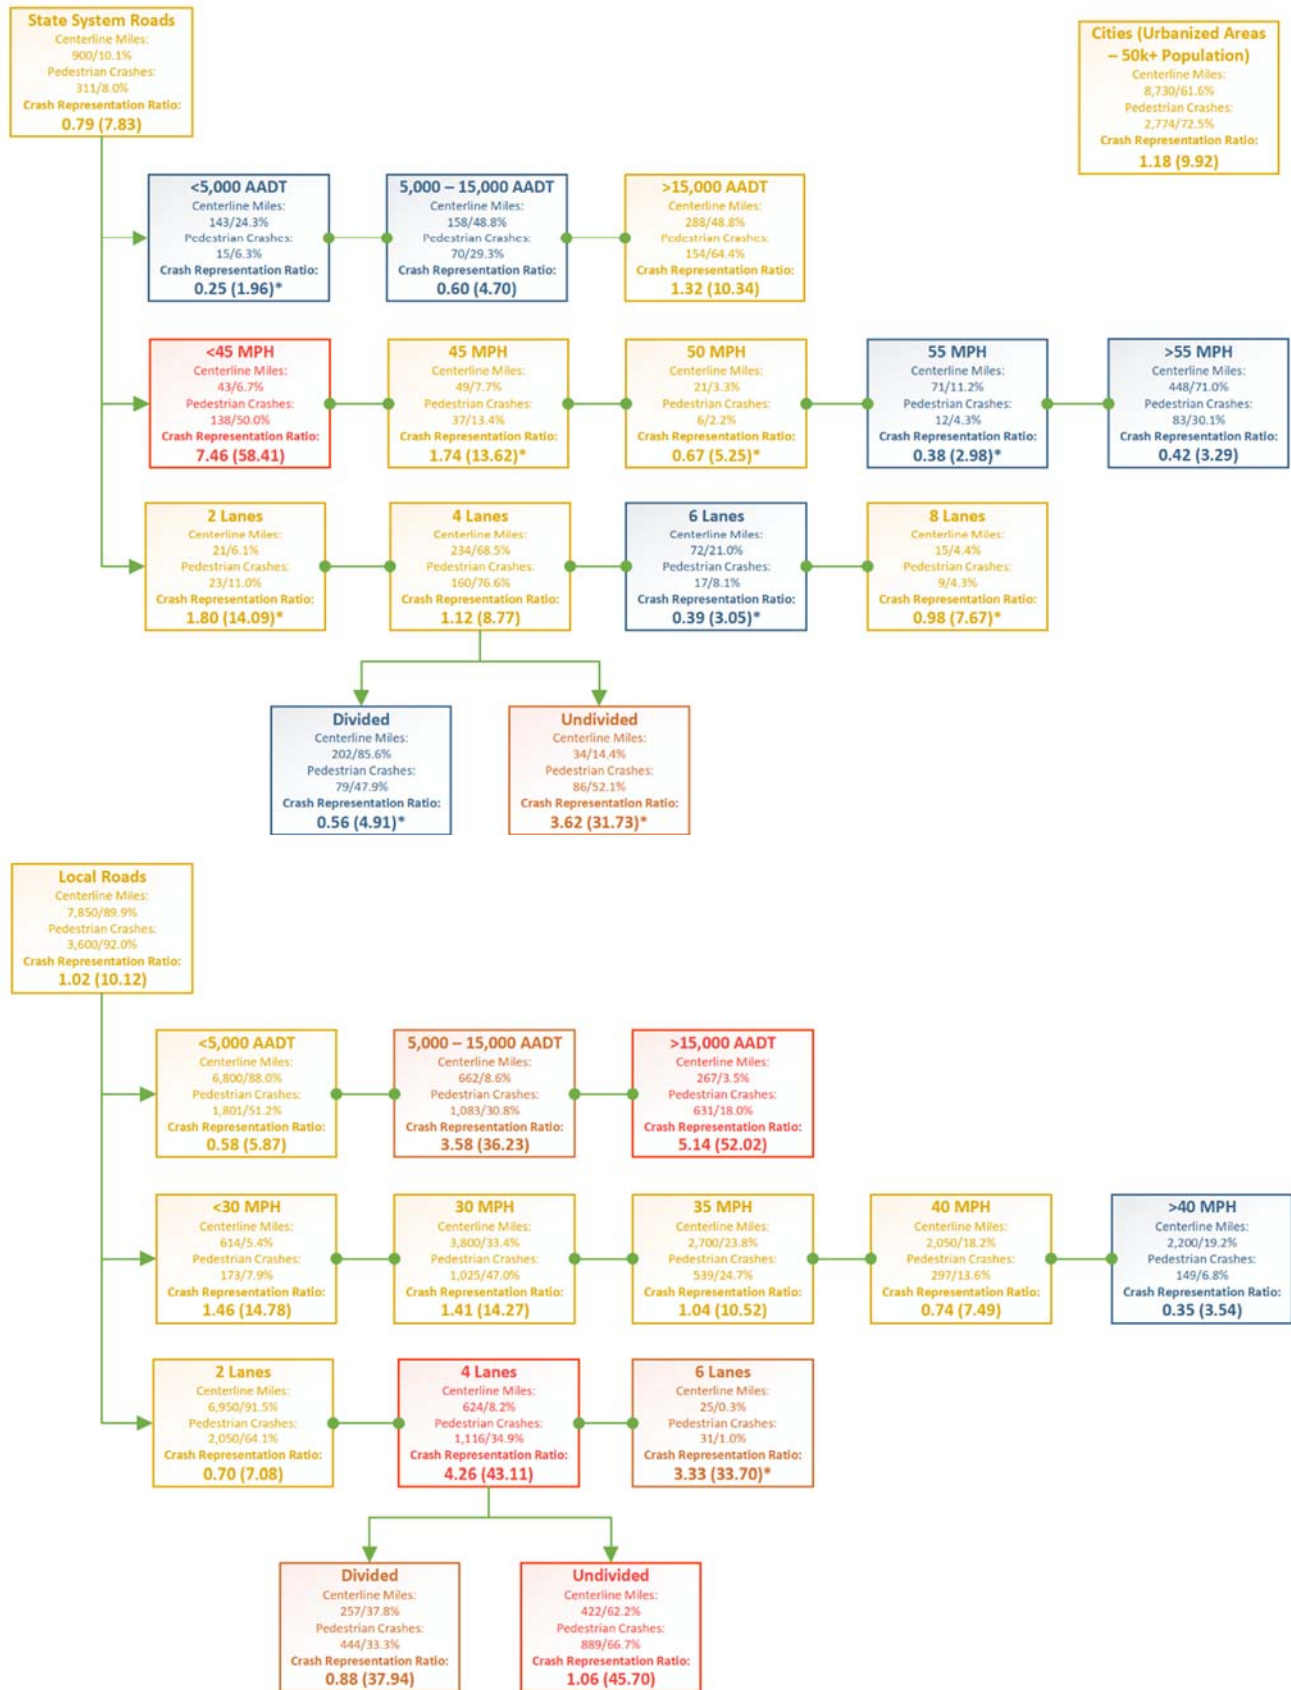 State System Roads
Centerline Miles:
900/10.1%
Pedestrian Crashes:
311/8.0%
Crash Representation Ratio:
0.79 (7.83)
Cities (Urbanized Areas
– 50k+ Population)
Centerline Miles:
8,730/61.6%
Pedestrian Crashes:
2,774/72.5%
Crash Representation Ratio:
1.18 (9.92)
<5,000 AADT
Centerline Miles:
143/24.3%
Pedestrian Crashes:
15/6.3%
Crash Representation Ratio:
0.25 (1.96)*
5,000 – 15,000 AADT
Centerline Miles:
158/48.8%
Pedestrian Crashes:
70/29.3%
Crash Representation Ratio:
0.60 (4.70)
>15,000 AADT
Centerline Miles:
288/48.8%
Pedestrian Crashes:
154/64.4%
Crash Representation Ratio:
1.32 (10.34)
<45 MPH
Centerline Miles:
43/6.7%
Pedestrian Crashes:
138/50.0%
Crash Representation Ratio:
7.46 (58.41)
45 MPH
Centerline Miles:
49/7.7%
Pedestrian Crashes:
37/13.4%
Crash Representation Ratio:
1.74 (13.62)*
50 MPH
Centerline Miles:
21/3.3%
Pedestrian Crashes:
6/2.2%
Crash Representation Ratio:
0.67 (5.25)*
55 MPH
Centerline Miles:
71/11.2%
Pedestrian Crashes:
12/4.3%
Crash Representation Ratio:
0.38 (2.98)*
>55 MPH
Centerline Miles:
448/71.0%
Pedestrian Crashes:
83/30.1%
Crash Representation Ratio:
0.42 (3.29)
2 Lanes
Centerline Miles:
21/6.1%
Pedestrian Crashes:
23/11.0%
Crash Representation Ratio:
1.80 (14.09)*
4 Lanes
Centerline Miles:
234/68.5%
Pedestrian Crashes:
160/76.6%
Crash Representation Ratio:
1.12 (8.77)
6 Lanes
Centerline Miles:
72/21.0%
Pedestrian Crashes:
17/8.1%
Crash Representation Ratio:
0.39 (3.05)*
8 Lanes
Centerline Miles:
15/4.4%
Pedestrian Crashes:
9/4.3%
Crash Representation Ratio:
0.98 (7.67)*
Divided
Centerline Miles:
202/85.6%
Pedestrian Crashes:
79/47.9%
Crash Representation Ratio:
0.56 (4.91)*
Undivided
Centerline Miles:
34/14.4%
Pedestrian Crashes:
86/52.1%
Crash Representation Ratio:
3.62 (31.73)*
Local Roads
Centerline Miles:
7,850/89.9%
Pedestrian Crashes:
3,600/92.0%
Crash Representation Ratio:
1.02 (10.12)
<5,000 AADT
Centerline Miles:
6,800/88.0%
Pedestrian Crashes:
1,801/51.2%
Crash Representation Ratio:
0.58 (5.87)
5,000 – 15,000 AADT
Centerline Miles:
662/8.6%
Pedestrian Crashes:
1,083/30.8%
Crash Representation Ratio:
3.58 (36.23)
>15,000 AADT
Centerline Miles:
267/3.5%
Pedestrian Crashes:
631/18.0%
Crash Representation Ratio:
5.14 (52.02)
<30 MPH
Centerline Miles:
614/5.4%
Pedestrian Crashes:
173/7.9%
Crash Representation Ratio:
1.46 (14.78)
30 MPH
Centerline Miles:
3,800/33.4%
Pedestrian Crashes:
1,025/47.0%
Crash Representation Ratio:
1.41 (14.27)
35 MPH
Centerline Miles:
2,700/23.8%
Pedestrian Crashes:
539/24.7%
Crash Representation Ratio:
1.04 (10.52)
40 MPH
Centerline Miles:
2,050/18.2%
Pedestrian Crashes:
297/13.6%
Crash Representation Ratio:
0.74 (7.49)
>40 MPH
Centerline Miles:
2,200/19.2%
Pedestrian Crashes:
149/6.8%
Crash Representation Ratio:
0.35 (3.54)
2 Lanes
Centerline Miles:
6,950/91.5%
Pedestrian Crashes:
2,050/64.1%
Crash Representation Ratio:
0.70 (7.08)
4 Lanes
Centerline Miles:
624/8.2%
Pedestrian Crashes:
1,116/34.9%
Crash Representation Ratio:
4.26 (43.11)
6 Lanes
Centerline Miles:
25/0.3%
Pedestrian Crashes:
31/1.0%
Crash Representation Ratio:
3.33 (33.70)*
Divided
Centerline Miles:
257/37.8%
Pedestrian Crashes:
444/33.3%
Crash Representation Ratio:
0.88 (37.94)
Undivided
Centerline Miles:
422/62.2%
Pedestrian Crashes:
889/66.7%
Crash Representation Ratio:
1.06 (45.70)